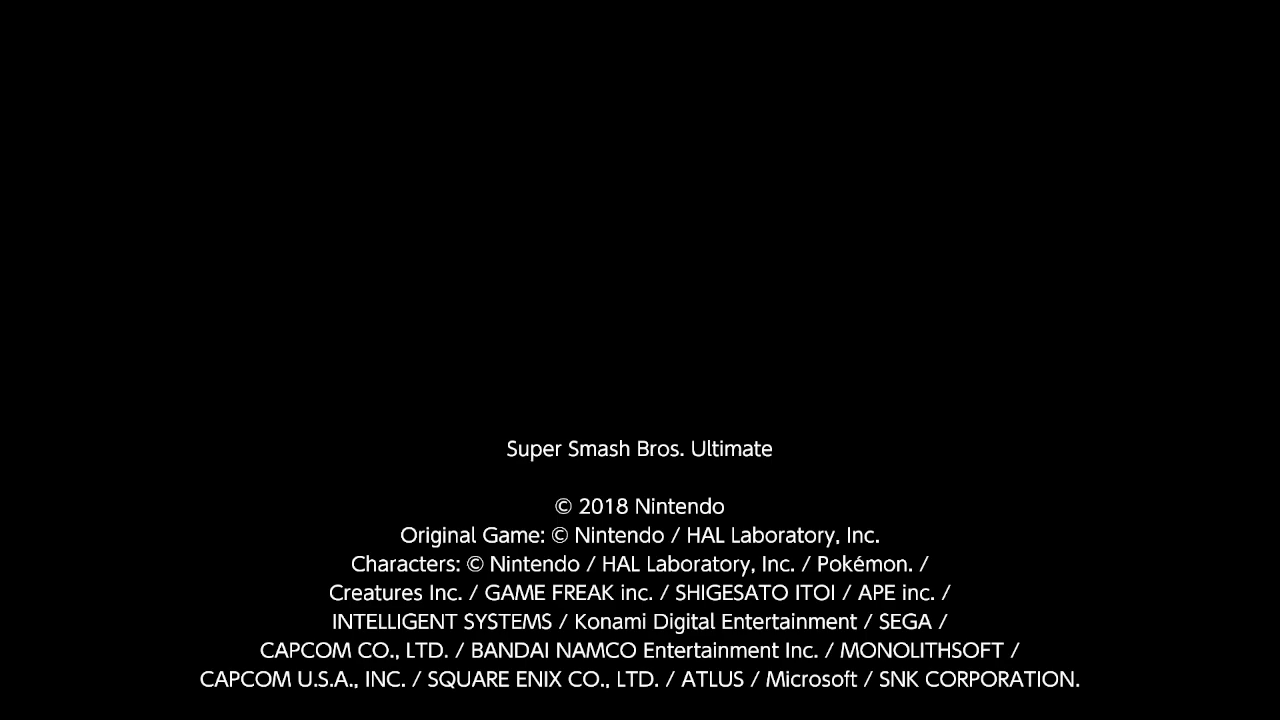 Super Smash Bros. Ultimate
© 2018 Nintendo
Original Game: © Nintendo / HAL Laboratory, Inc.
Characters: © Nintendo / HAL Laboratory, Inc. / Pokémon. /
Creatures Inc. / GAME FREAK inc. / SHIGESATO ITOI / APE inc. /
INTELLIGENT SYSTEMS / Konami Digital Entertainment / SEGA /
CAPCOM CO., LTD. / BANDAI NAMCO Entertainment Inc. / MONOLITHSOFT /
CAPCOM U.S.A., INC. / SQUARE ENIX CO., LTD. / ATLUS / Microsoft / SNK CORPORATION.